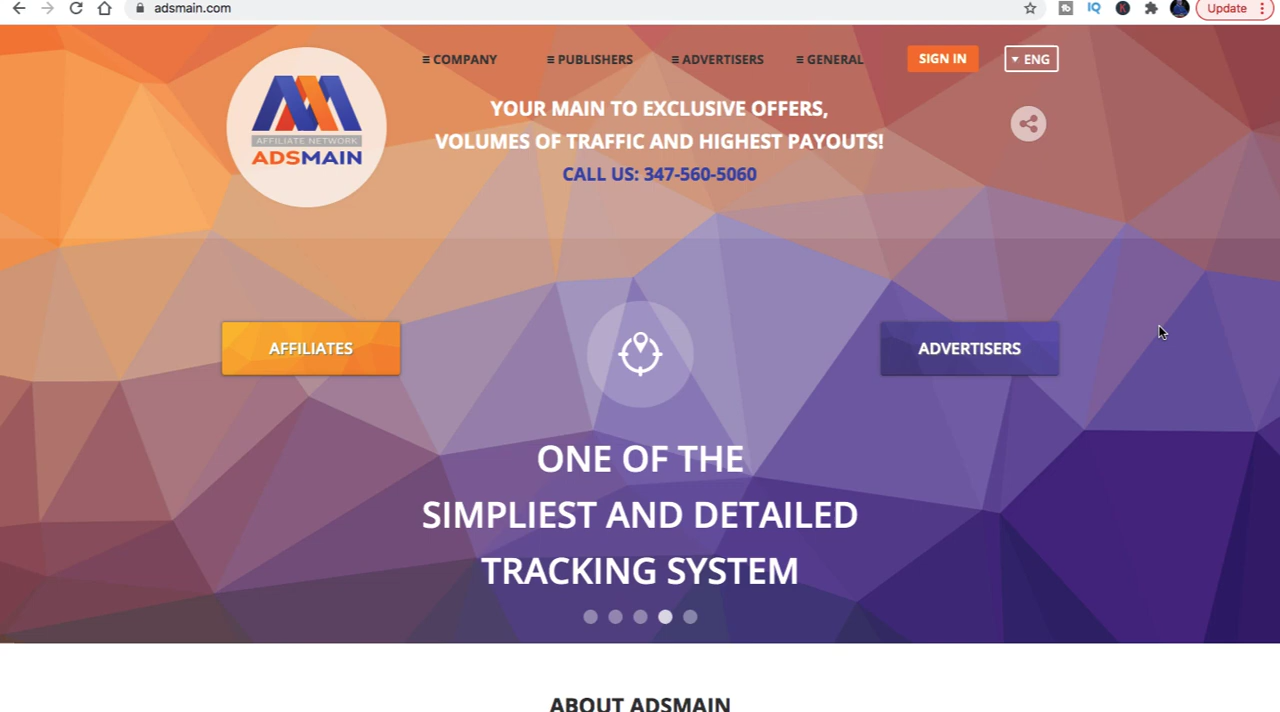 adsmain.com
Update
≡ COMPANY
≡ PUBLISHERS
≡ ADVERTISERS
≡ GENERAL
SIGN IN
ENG
YOUR MAIN TO EXCLUSIVE OFFERS,
VOLUMES OF TRAFFIC AND HIGHEST PAYOUTS!
CALL US: 347-560-5060
AFFILIATE NETWORK
ADSMAIN
AFFILIATES
ADVERTISERS
ONE OF THE
SIMPLIEST AND DETAILED
TRACKING SYSTEM
ABOUT ADSMAIN